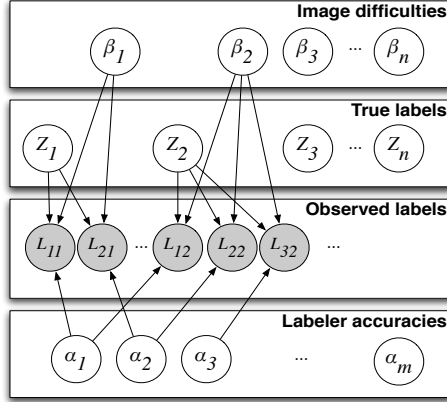 Image difficulties
β1 β2 β3 ... βn
True labels
Z1 Z2 Z3 ... Zn
Observed labels
L11 L21 ... L12 L22 L32 ...
Labeler accuracies
α1 α2 α3 ... αm